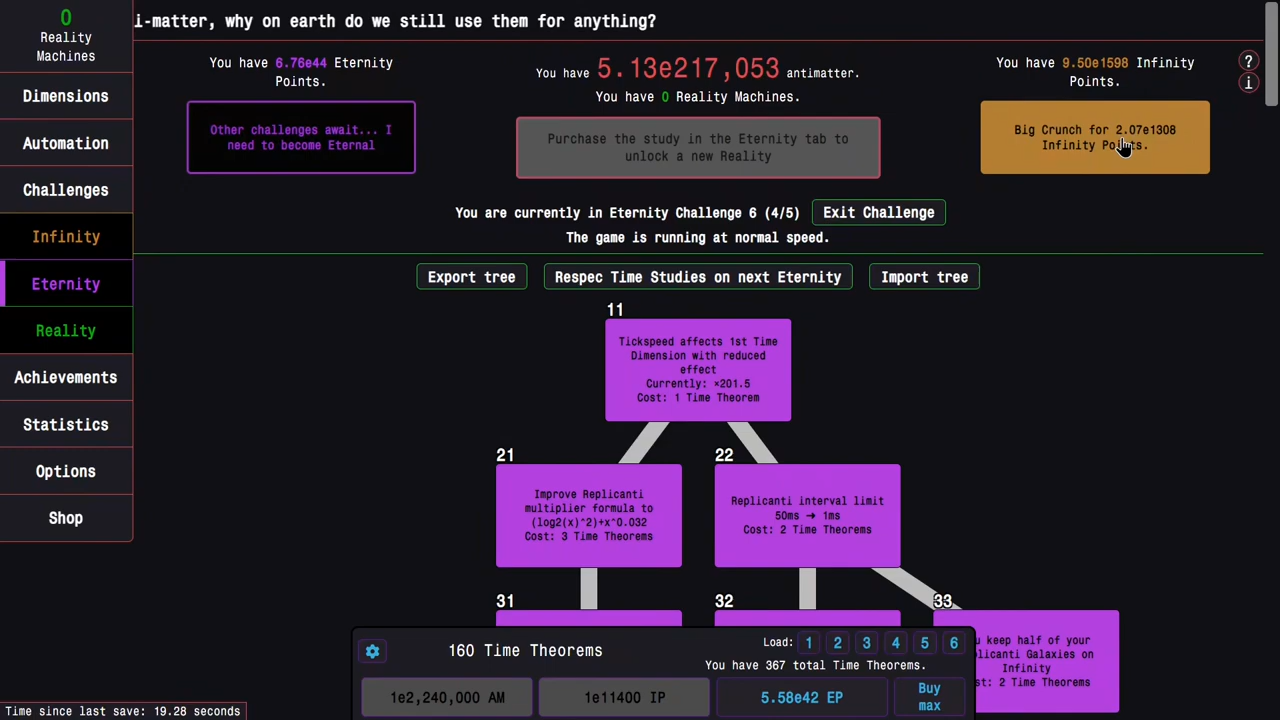 0
Reality
Machines
Dimensions
Automation
Challenges
Infinity
Eternity
Reality
Achievements
Statistics
Options
Shop
i-matter, why on earth do we still use them for anything?
You have 6.76e44 Eternity
Points.
Other challenges await... I
need to become Eternal
You have 5.13e217,053 antimatter.
You have 0 Reality Machines.
Purchase the study in the Eternity tab to
unlock a new Reality
You have 9.50e1598 Infinity
Points.
Big Crunch for 2.07e1308
Infinity Points.
?
i
You are currently in Eternity Challenge 6 (4/5) Exit Challenge
The game is running at normal speed.
Export tree Respec Time Studies on next Eternity Import tree
11
Tickspeed affects 1st Time
Dimension with reduced
effect
Currently: ×201.5
Cost: 1 Time Theorem
21
Improve Replicanti
multiplier formula to
(log2(x)^2)+x^0.032
Cost: 3 Time Theorems
22
Replicanti interval limit
50ms → 1ms
Cost: 2 Time Theorems
31
32
33
keep half of your
Galaxies on
Infinity
2 Time Theorems
160 Time Theorems
Load: 1 2 3 4 5 6
You have 367 total Time Theorems.
1e2,240,000 AM
1e11400 IP
5.58e42 EP
Buy
max
Time since last save: 19.28 seconds